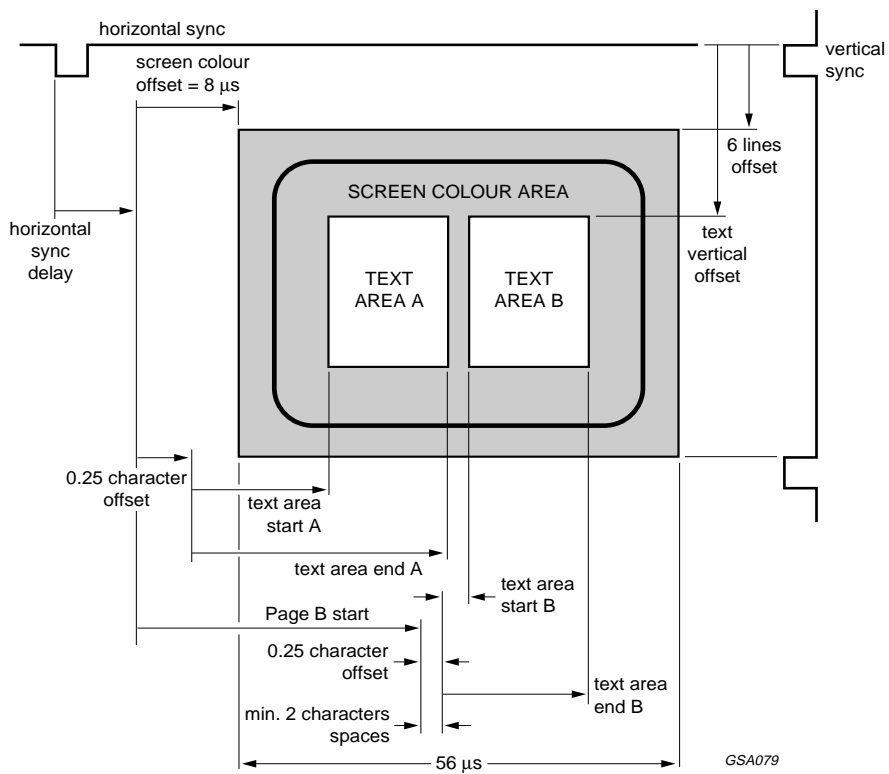 horizontal sync
screen colour
offset = 8 µs
vertical
sync
6 lines
offset
SCREEN COLOUR AREA
horizontal
sync
delay
text
vertical
offset
TEXT
AREA A
TEXT
AREA B
0.25 character
offset
text area
start A
text area end A
text area
start B
Page B start
0.25 character
offset
text area
end B
min. 2 characters
spaces
56 µs
GSA079